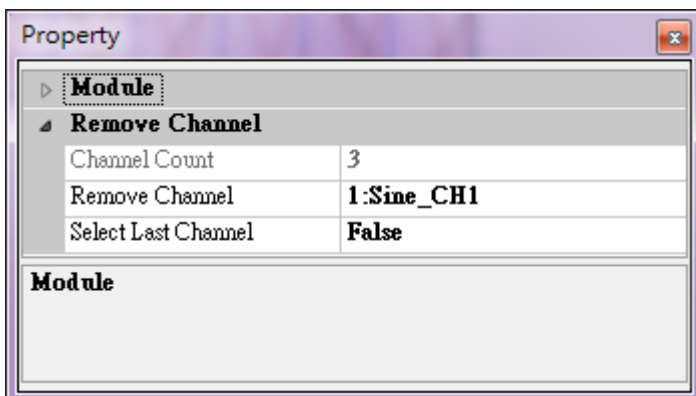 Property
Module
Remove Channel
Channel Count 3
Remove Channel 1:Sine_CH1
Select Last Channel False
Module